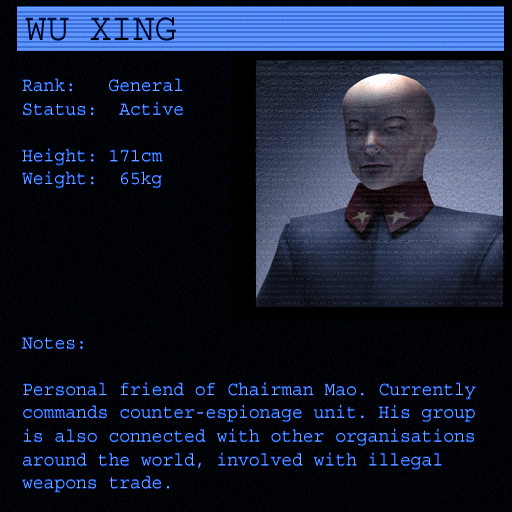 WU XING
Rank: General
Status: Active
Height: 171cm
Weight: 65kg
Notes:
Personal friend of Chairman Mao. Currently
commands counter-espionage unit. His group
is also connected with other organisations
around the world, involved with illegal
weapons trade.